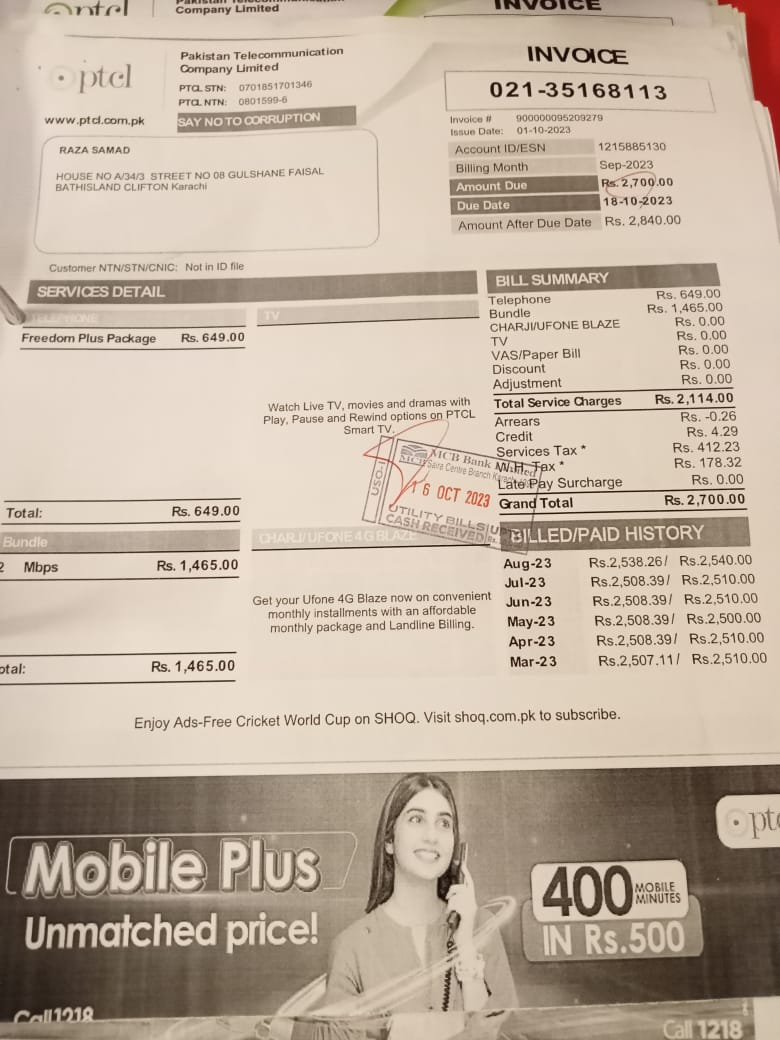 ptcl
Pakistan Telecommunication
Company Limited
INVOICE
ptcl
Pakistan Telecommunication
Company Limited
PTCL STN: 0701851701346
PTCL NTN: 0801599-6
www.ptcl.com.pk
SAY NO TO CORRUPTION
INVOICE
021-35168113
Invoice # 900000095209279
Issue Date: 01-10-2023
Account ID/ESN 1215885130
Billing Month Sep-2023
Amount Due Rs. 2,700.00
Due Date 18-10-2023
Amount After Due Date Rs. 2,840.00
RAZA SAMAD
HOUSE NO A/34/3 STREET NO 08 GULSHANE FAISAL
BATHISLAND CLIFTON Karachi
Customer NTN/STN/CNIC: Not in ID file
SERVICES DETAIL
TELEPHONE
Freedom Plus Package Rs. 649.00
Total: Rs. 649.00
TV
Watch Live TV, movies and dramas with
Play, Pause and Rewind options on PTCL
Smart TV.
BILL SUMMARY
Telephone Rs. 649.00
Bundle Rs. 1,465.00
CHARJI/UFONE BLAZE Rs. 0.00
TV Rs. 0.00
VAS/Paper Bill Rs. 0.00
Discount Rs. 0.00
Adjustment Rs. 0.00
Total Service Charges Rs. 2,114.00
Arrears Rs. -0.26
Credit Rs. 4.29
Services Tax * Rs. 412.23
W.H. Tax * Rs. 178.32
Late Pay Surcharge Rs. 0.00
Grand Total Rs. 2,700.00
MCB
MCB Bank Limited
Saira Centre Branch Karachi
16 OCT 2023
UTILITY BILLS
CASH RECEIVED
Bundle
2 Mbps Rs. 1,465.00
otal: Rs. 1,465.00
CHARJI/UFONE 4G BLAZE
Get your Ufone 4G Blaze now on convenient
monthly installments with an affordable
monthly package and Landline Billing.
BILLED/PAID HISTORY
Aug-23 Rs.2,538.26/ Rs.2,540.00
Jul-23 Rs.2,508.39/ Rs.2,510.00
Jun-23 Rs.2,508.39/ Rs.2,510.00
May-23 Rs.2,508.39/ Rs.2,500.00
Apr-23 Rs.2,508.39/ Rs.2,510.00
Mar-23 Rs.2,507.11/ Rs.2,510.00
Enjoy Ads-Free Cricket World Cup on SHOQ. Visit shoq.com.pk to subscribe.
ptc
Mobile Plus
Unmatched price!
400 MOBILE
MINUTES
IN Rs.500
Call 1218
Call 1218